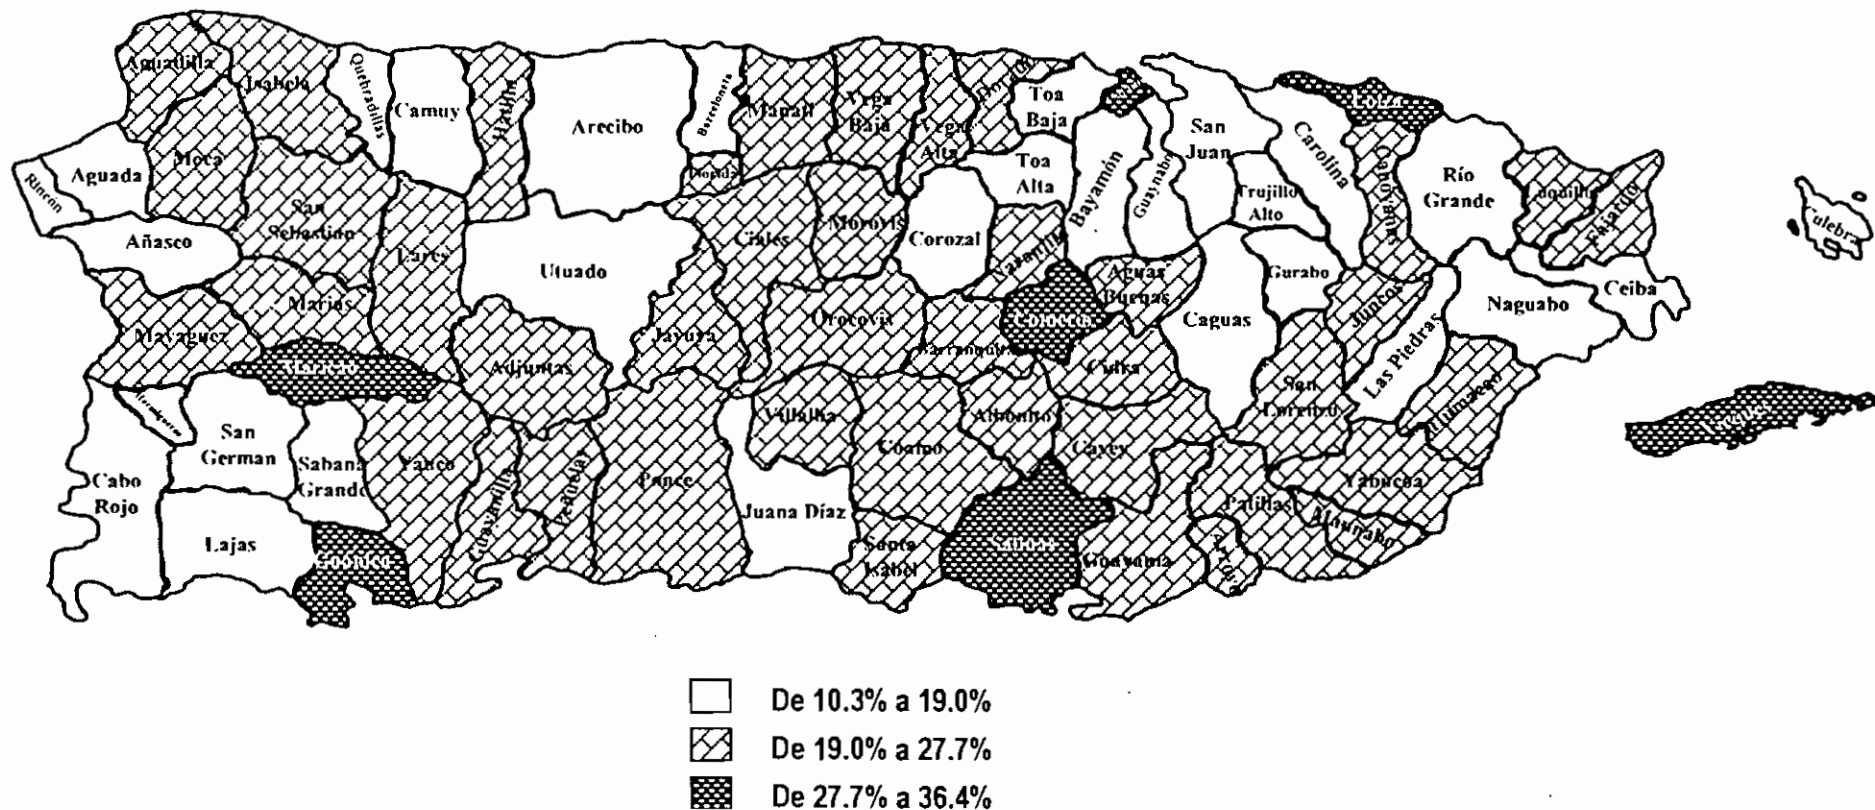 Aguadilla
Isabela
Quebradillas
Camuy
Hatillo
Arecibo
Barceloneta
Manatí
Vega
Baja
Vega
Alta
Dorado
Toa
Baja
San
Juan
Carolina
Loíza
Canóvanas
Río
Grande
Luquillo
Fajardo
Culebra
Rincón
Aguada
Moca
San
Sebastian
Lares
Añasco
Utuado
Florida
Ciales
Morovis
Corozal
Toa
Alta
Naranjito
Bayamón
Guaynabo
Trujillo
Alto
Gurabo
Caguas
Aguas
Buenas
Juncos
Las Piedras
Naguabo
Ceiba
Mayaguez
Marías
Maricao
Adjuntas
Jayuya
Orocovis
Barranquitas
Comerío
Cidra
San
Lorenzo
Humacao
Vieques
Hormigueros
Cabo
Rojo
San
German
Sabana
Grande
Lajas
Guánica
Yauco
Guayanilla
Peñuelas
Ponce
Juana Díaz
Villalba
Coamo
Aibonito
Cayey
Santa
Isabel
Salinas
Guayama
Arroyo
Patillas
Maunabo
Yabucoa
De 10.3% a 19.0%
De 19.0% a 27.7%
De 27.7% a 36.4%